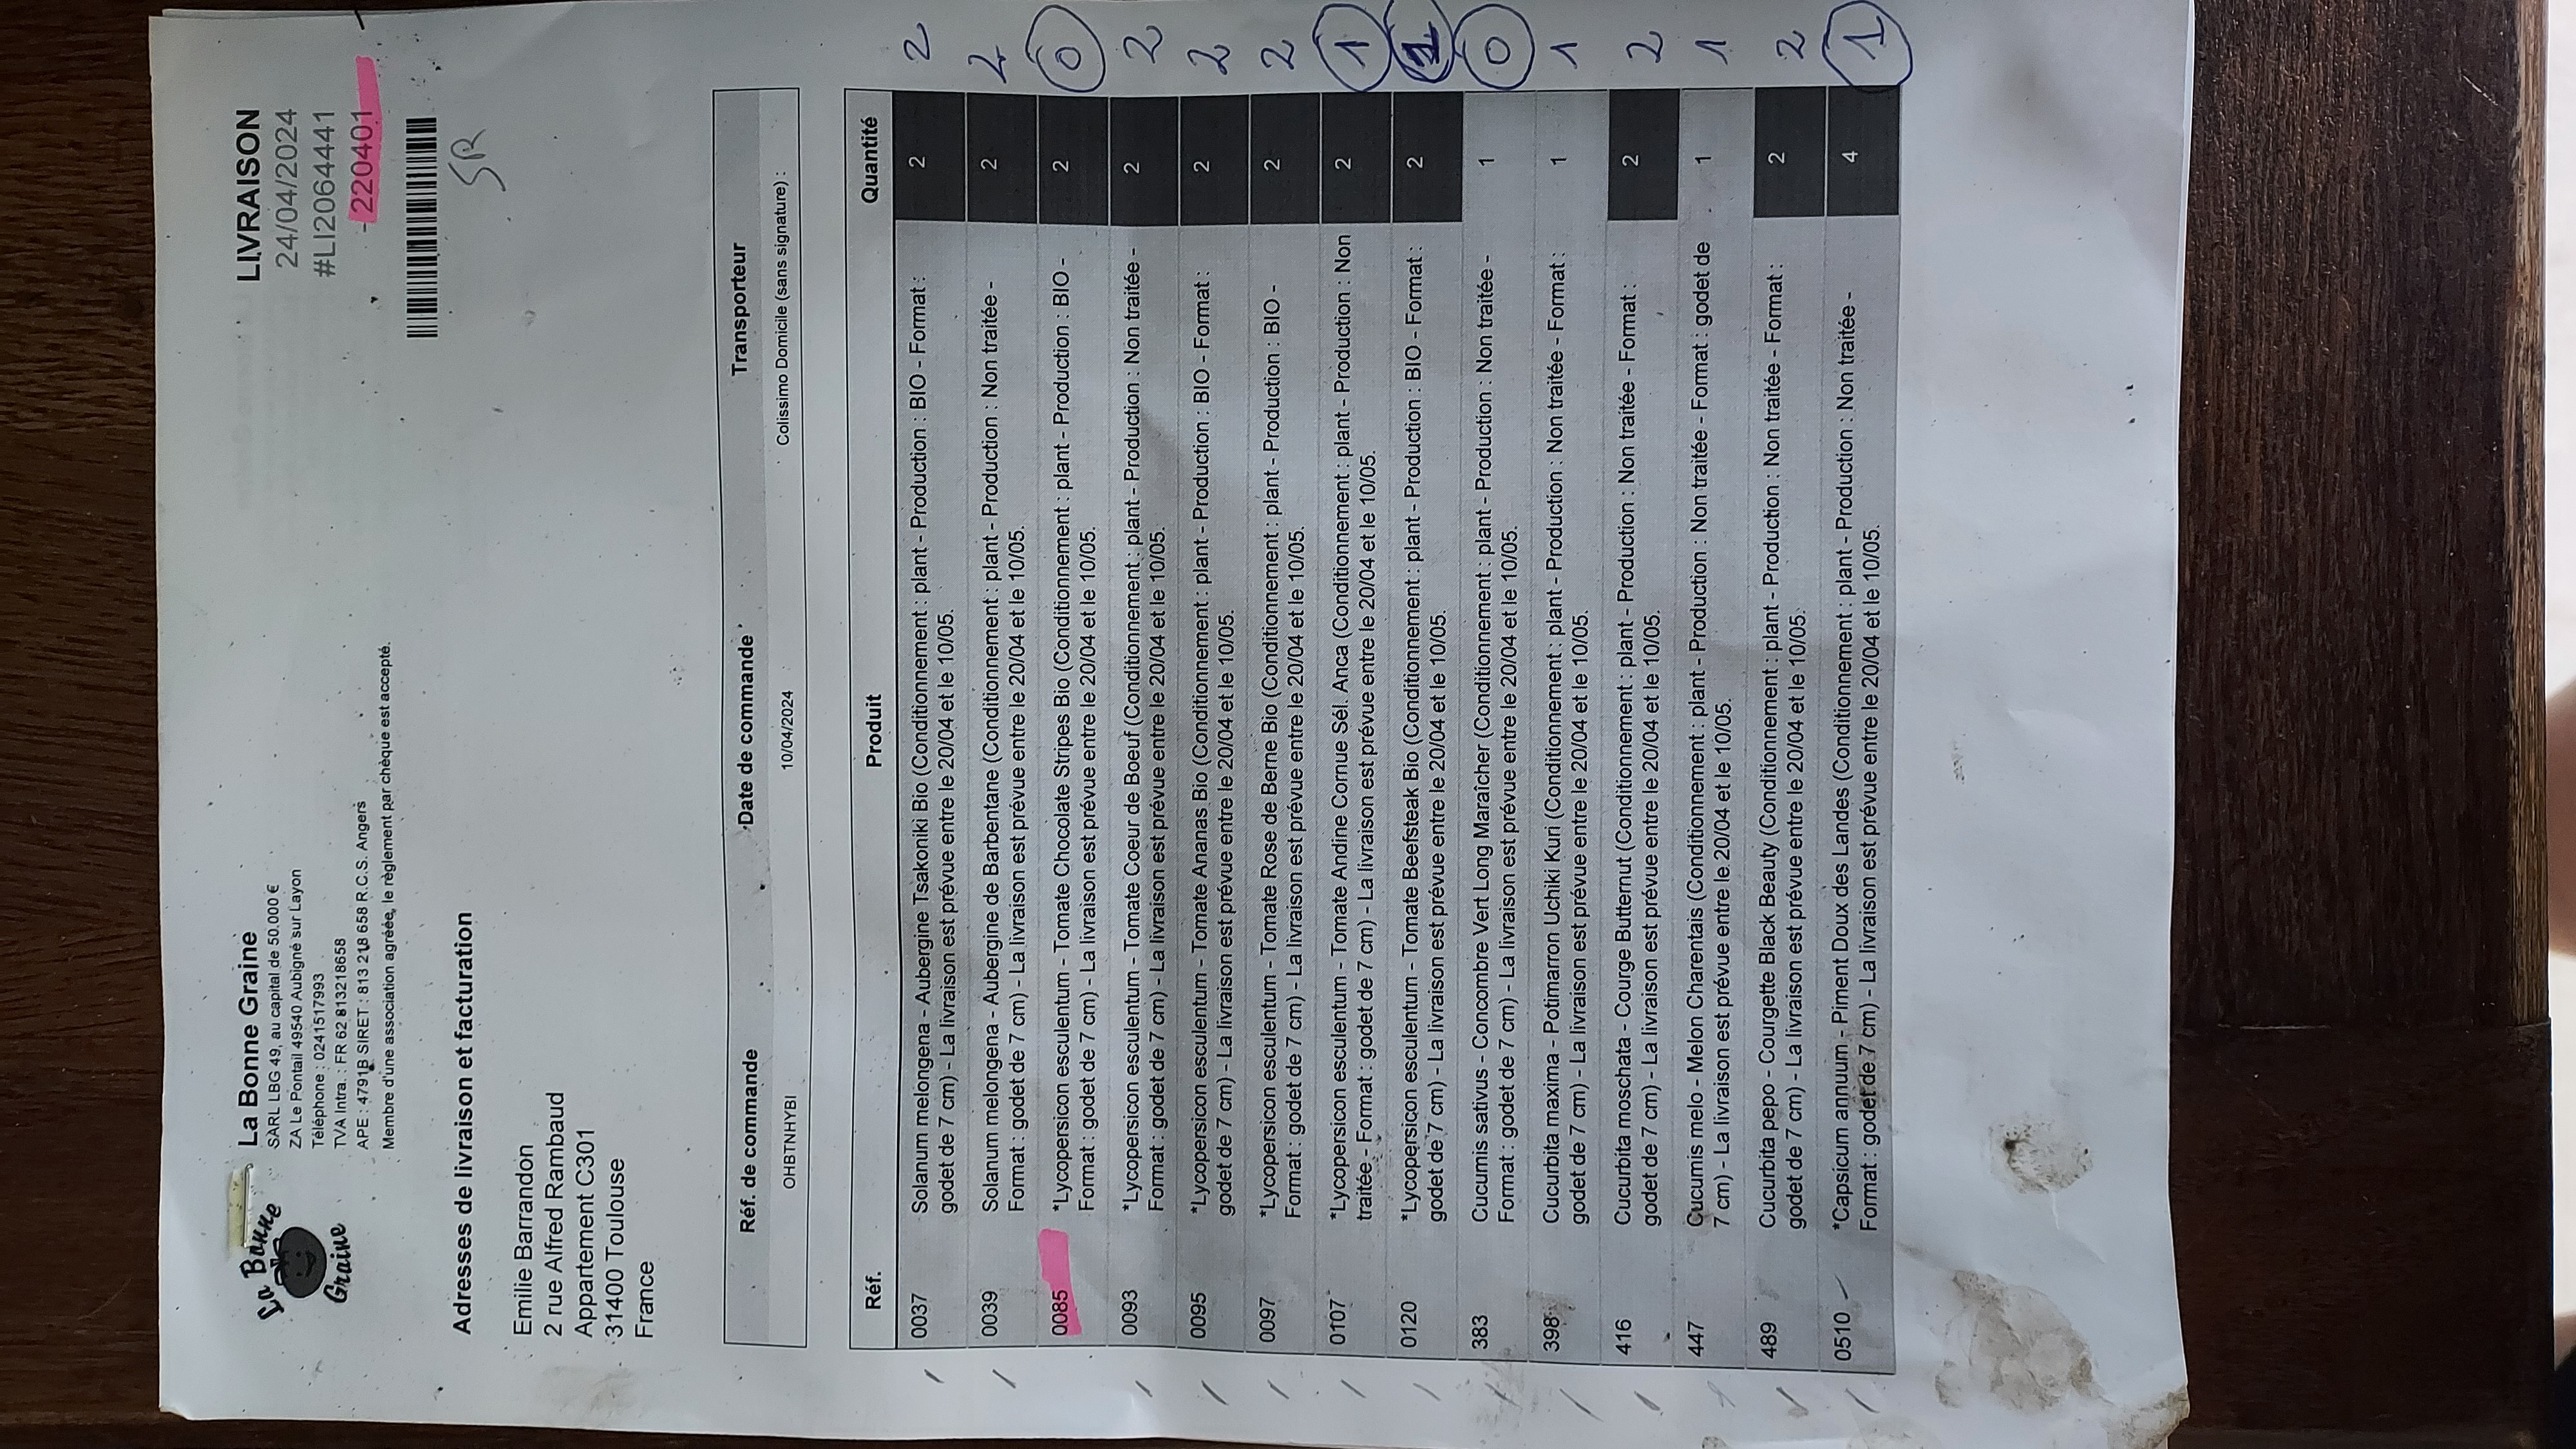 La Bonne
Graine
La Bonne Graine
SARL LBG 49, au capital de 50.000 €
ZA Le Pontail 49540 Aubigné sur Layon
Téléphone : 0241517993
TVA Intra. : FR 62 813218658
APE : 4791B SIRET : 813 218 658 R.C.S. Angers
Membre d'une association agréée, le règlement par chèque est accepté.
LIVRAISON
24/04/2024
#LI2064441
- 220401
SR
Adresses de livraison et facturation
Emilie Barrandon
2 rue Alfred Rambaud
Appartement C301
31400 Toulouse
France
Réf. de commande Date de commande Transporteur
OHBTNHYBI 10/04/2024 Colissimo Domicile (sans signature) :
Réf. Produit Quantité
0037 Solanum melongena - Aubergine Tsakoniki Bio (Conditionnement : plant - Production : BIO - Format : 2 2
godet de 7 cm) - La livraison est prévue entre le 20/04 et le 10/05.
0039 Solanum melongena - Aubergine de Barbentane (Conditionnement : plant - Production : Non traitée - 2 2
Format : godet de 7 cm) - La livraison est prévue entre le 20/04 et le 10/05.
0085 *Lycopersicon esculentum - Tomate Chocolate Stripes Bio (Conditionnement : plant - Production : BIO - 2 0
Format : godet de 7 cm) - La livraison est prévue entre le 20/04 et le 10/05.
0093 *Lycopersicon esculentum - Tomate Coeur de Boeuf (Conditionnement : plant - Production : Non traitée - 2 2
Format : godet de 7 cm) - La livraison est prévue entre le 20/04 et le 10/05.
0095 *Lycopersicon esculentum - Tomate Ananas Bio (Conditionnement : plant - Production : BIO - Format : 2 2
godet de 7 cm) - La livraison est prévue entre le 20/04 et le 10/05.
0097 *Lycopersicon esculentum - Tomate Rose de Berne Bio (Conditionnement : plant - Production : BIO - 2 2
Format : godet de 7 cm) - La livraison est prévue entre le 20/04 et le 10/05.
0107 *Lycopersicon esculentum - Tomate Andine Cornue Sél. Anca (Conditionnement : plant - Production : Non 2 1
traitée - Format : godet de 7 cm) - La livraison est prévue entre le 20/04 et le 10/05.
0120 *Lycopersicon esculentum - Tomate Beefsteak Bio (Conditionnement : plant - Production : BIO - Format : 2 1
godet de 7 cm) - La livraison est prévue entre le 20/04 et le 10/05.
383 Cucumis sativus - Concombre Vert Long Maraîcher (Conditionnement : plant - Production : Non traitée - 1 0
Format : godet de 7 cm) - La livraison est prévue entre le 20/04 et le 10/05.
398 Cucurbita maxima - Potimarron Uchiki Kuri (Conditionnement : plant - Production : Non traitée - Format : 1 1
godet de 7 cm) - La livraison est prévue entre le 20/04 et le 10/05.
416 Cucurbita moschata - Courge Butternut (Conditionnement : plant - Production : Non traitée - Format : 2 2
godet de 7 cm) - La livraison est prévue entre le 20/04 et le 10/05.
447 Cucumis melo - Melon Charentais (Conditionnement : plant - Production : Non traitée - Format : godet de 1 1
7 cm) - La livraison est prévue entre le 20/04 et le 10/05.
489 Cucurbita pepo - Courgette Black Beauty (Conditionnement : plant - Production : Non traitée - Format : 2 2
godet de 7 cm) - La livraison est prévue entre le 20/04 et le 10/05.
0510 *Capsicum annuum - Piment Doux des Landes (Conditionnement : plant - Production : Non traitée - 4 1
Format : godet de 7 cm) - La livraison est prévue entre le 20/04 et le 10/05.